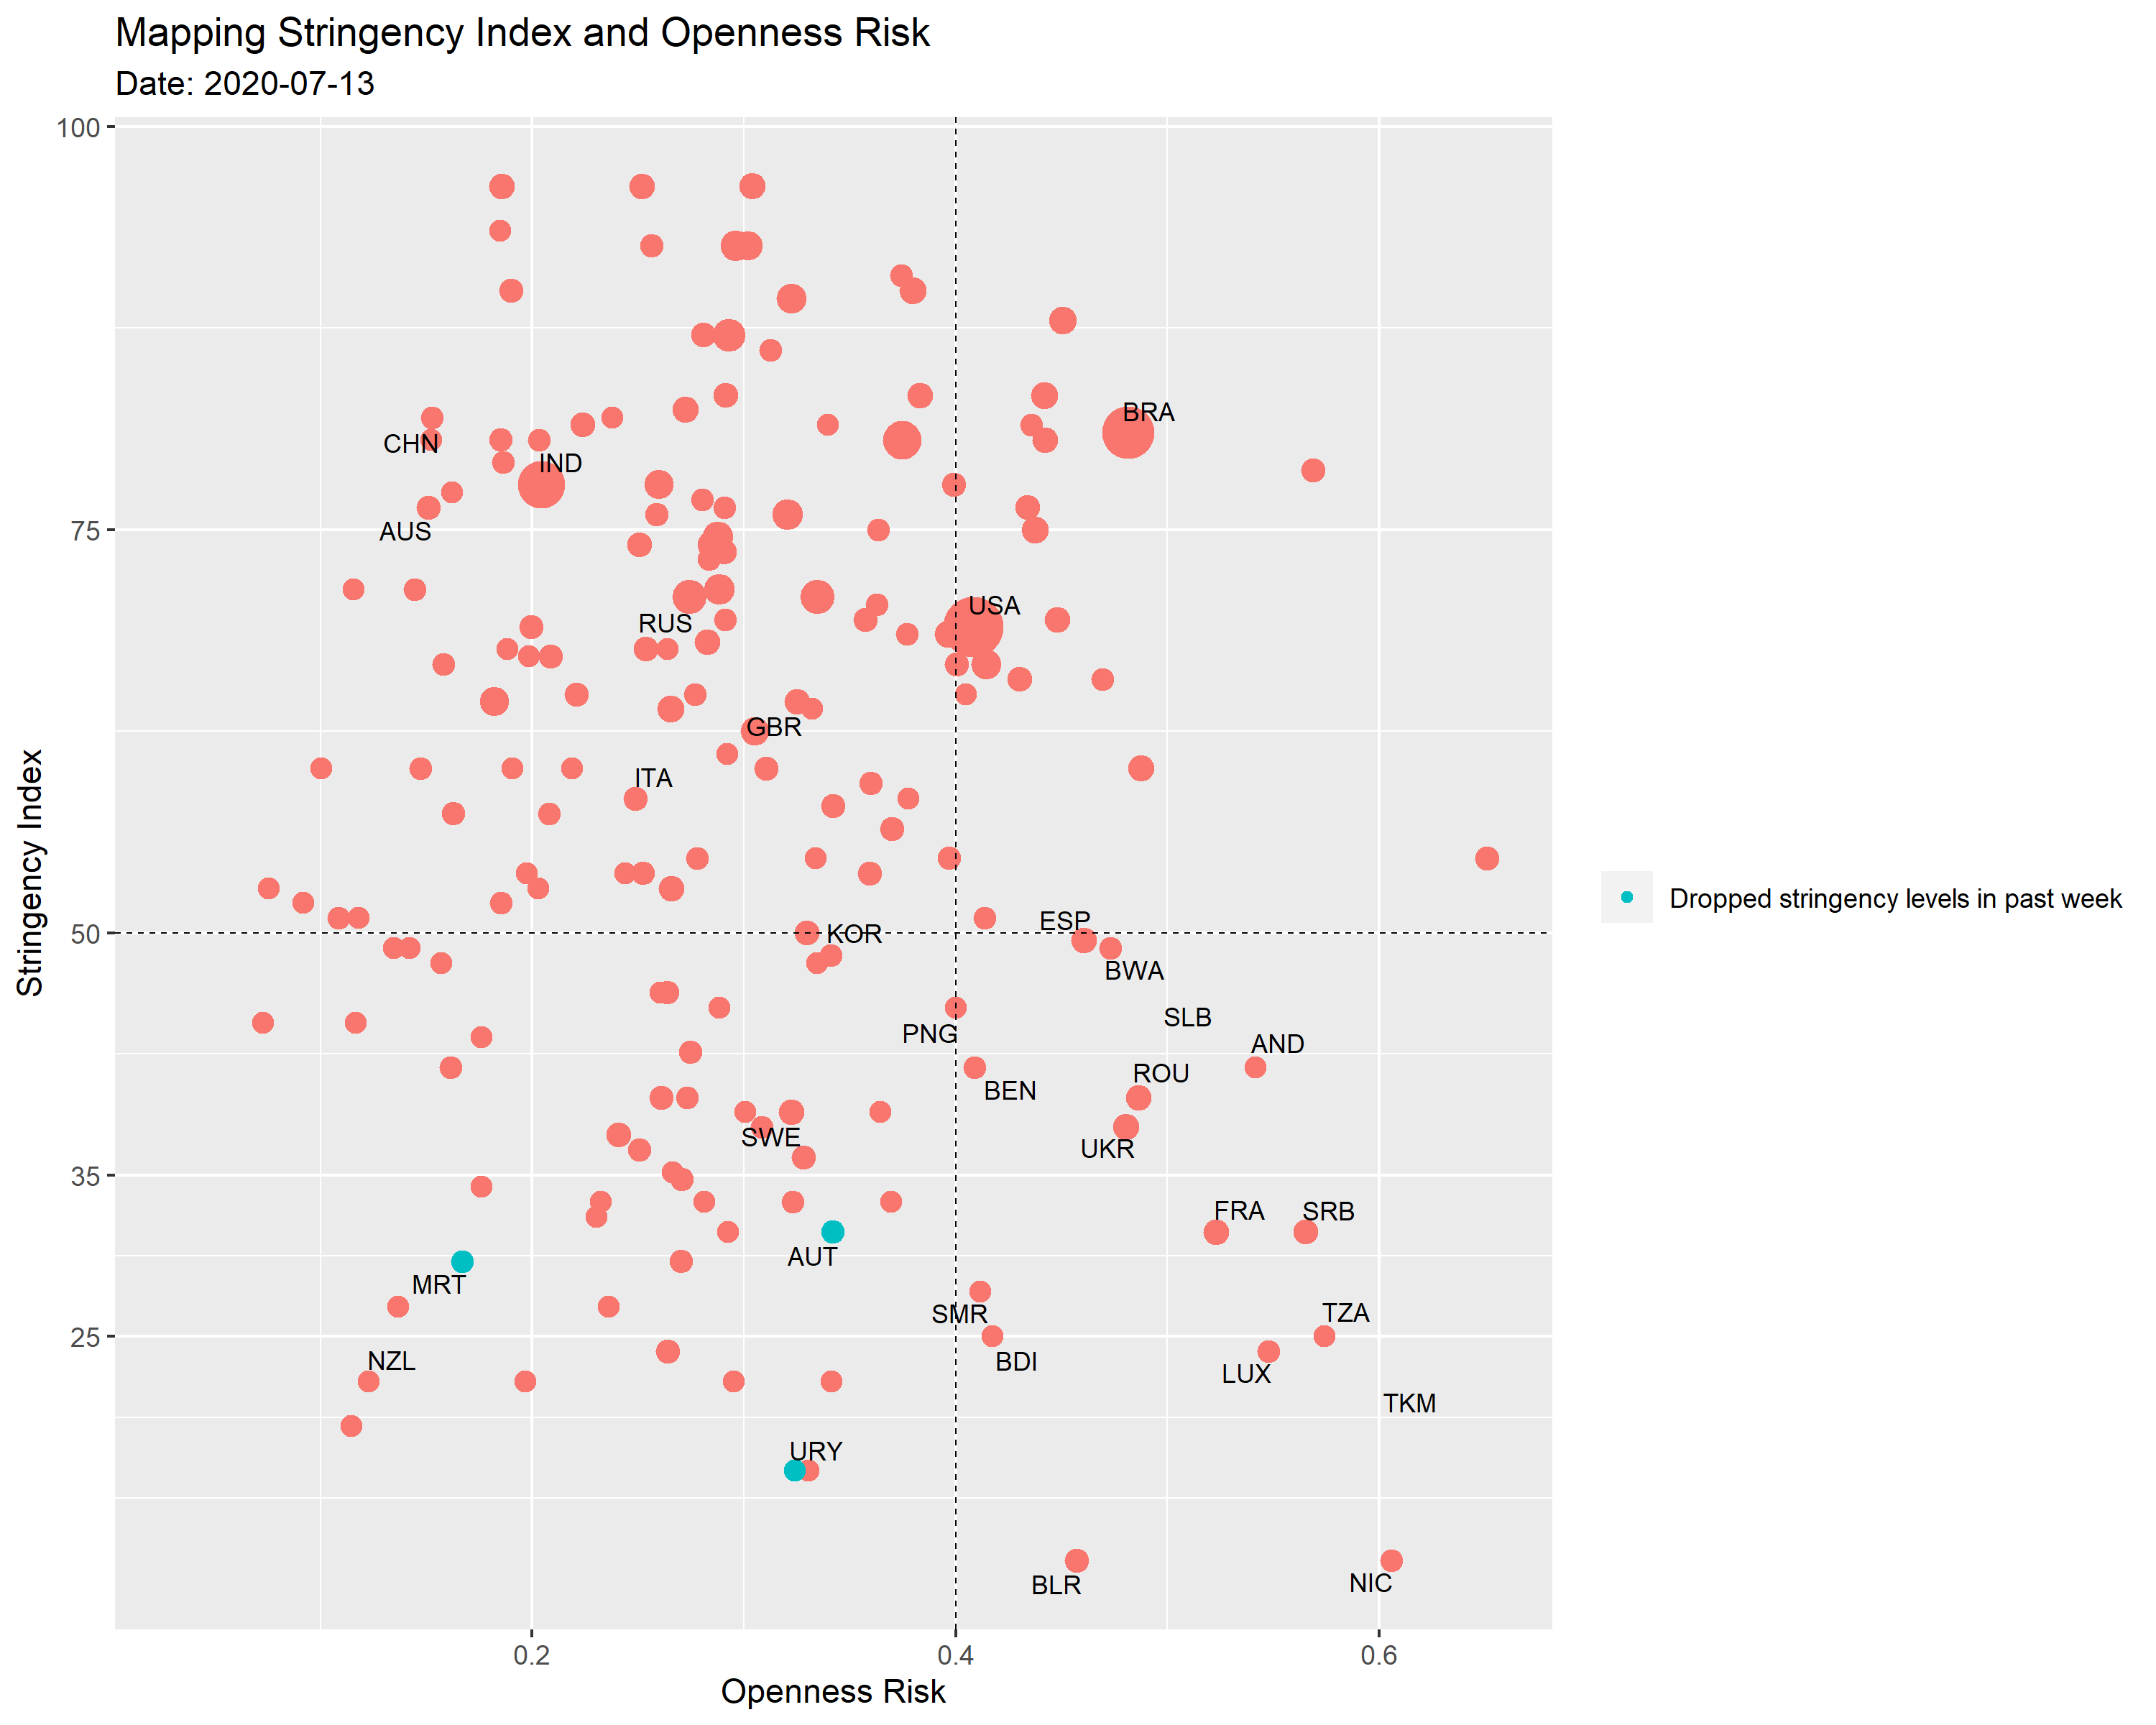 Mapping Stringency Index and Openness Risk
Date: 2020-07-13
100
75
50
35
25
Stringency Index
BRA
CHN
IND
AUS
USA
RUS
GBR
ITA
ESP
KOR
BWA
SLB
PNG
AND
ROU
BEN
SWE
UKR
FRA
SRB
AUT
MRT
SMR
TZA
NZL
BDI
LUX
TKM
URY
BLR
NIC
0.2
0.4
0.6
Openness Risk
Dropped stringency levels in past week